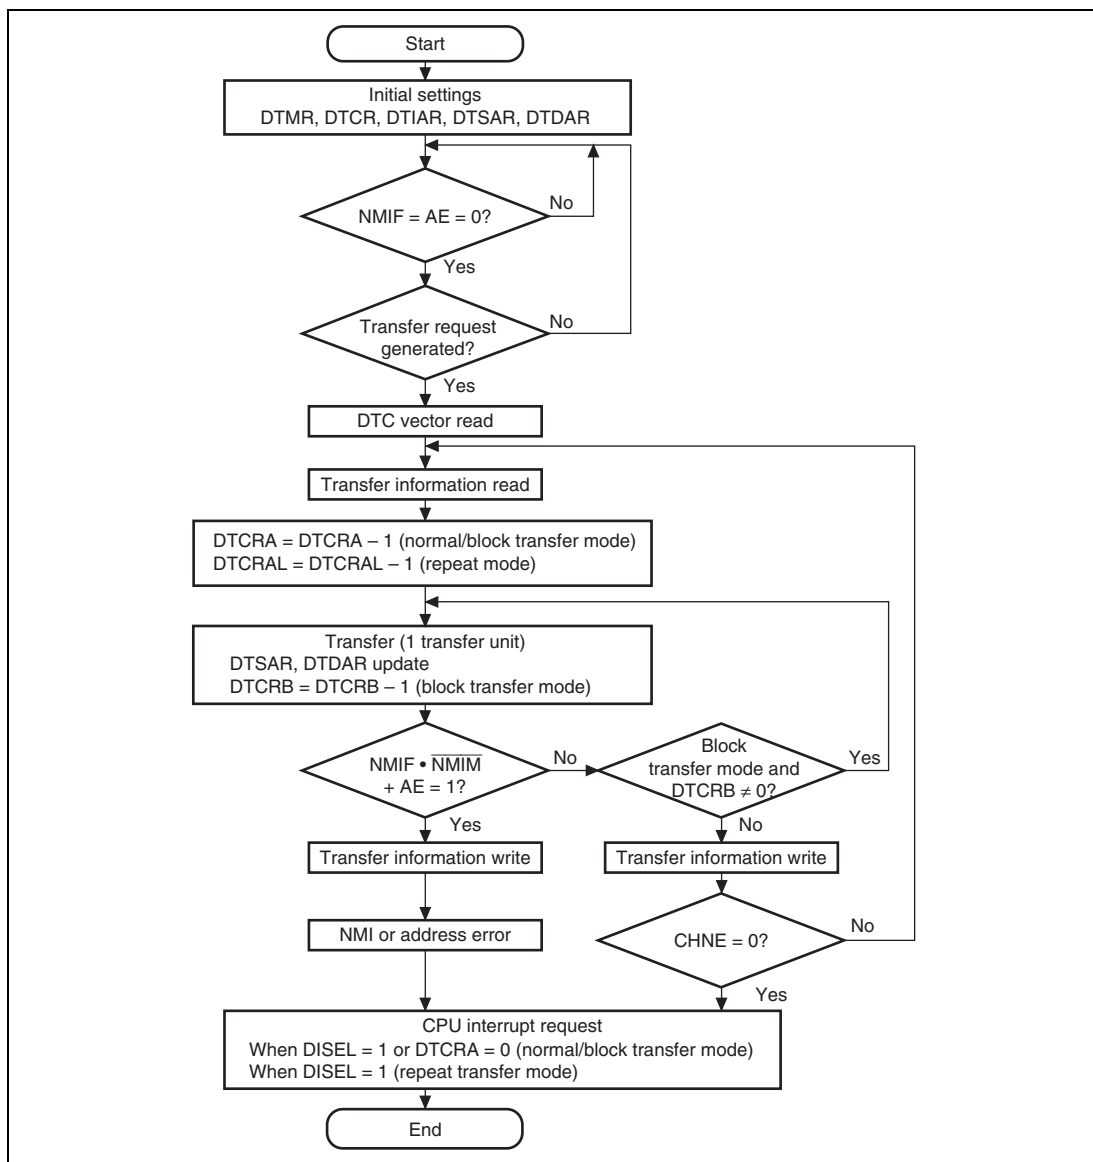 Start
Initial settings
DTMR, DTCR, DTIAR, DTSAR, DTDAR
NMIF = AE = 0?
No
Yes
Transfer request
generated?
No
Yes
DTC vector read
Transfer information read
DTCRA = DTCRA – 1 (normal/block transfer mode)
DTCRAL = DTCRAL – 1 (repeat mode)
Transfer (1 transfer unit)
DTSAR, DTDAR update
DTCRB = DTCRB – 1 (block transfer mode)
NMIF • N̅M̅I̅M̅
+ AE = 1?
No
Yes
Block
transfer mode and
DTCRB ≠ 0?
Yes
No
Transfer information write
Transfer information write
NMI or address error
CHNE = 0?
No
Yes
CPU interrupt request
When DISEL = 1 or DTCRA = 0 (normal/block transfer mode)
When DISEL = 1 (repeat transfer mode)
End